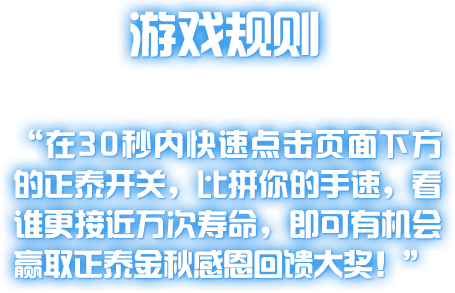 游戏规则
“在30秒内快速点击页面下方
的正泰开关，比拼你的手速，看
谁更接近万次寿命，即可有机会
赢取正泰金秋感恩回馈大奖！”